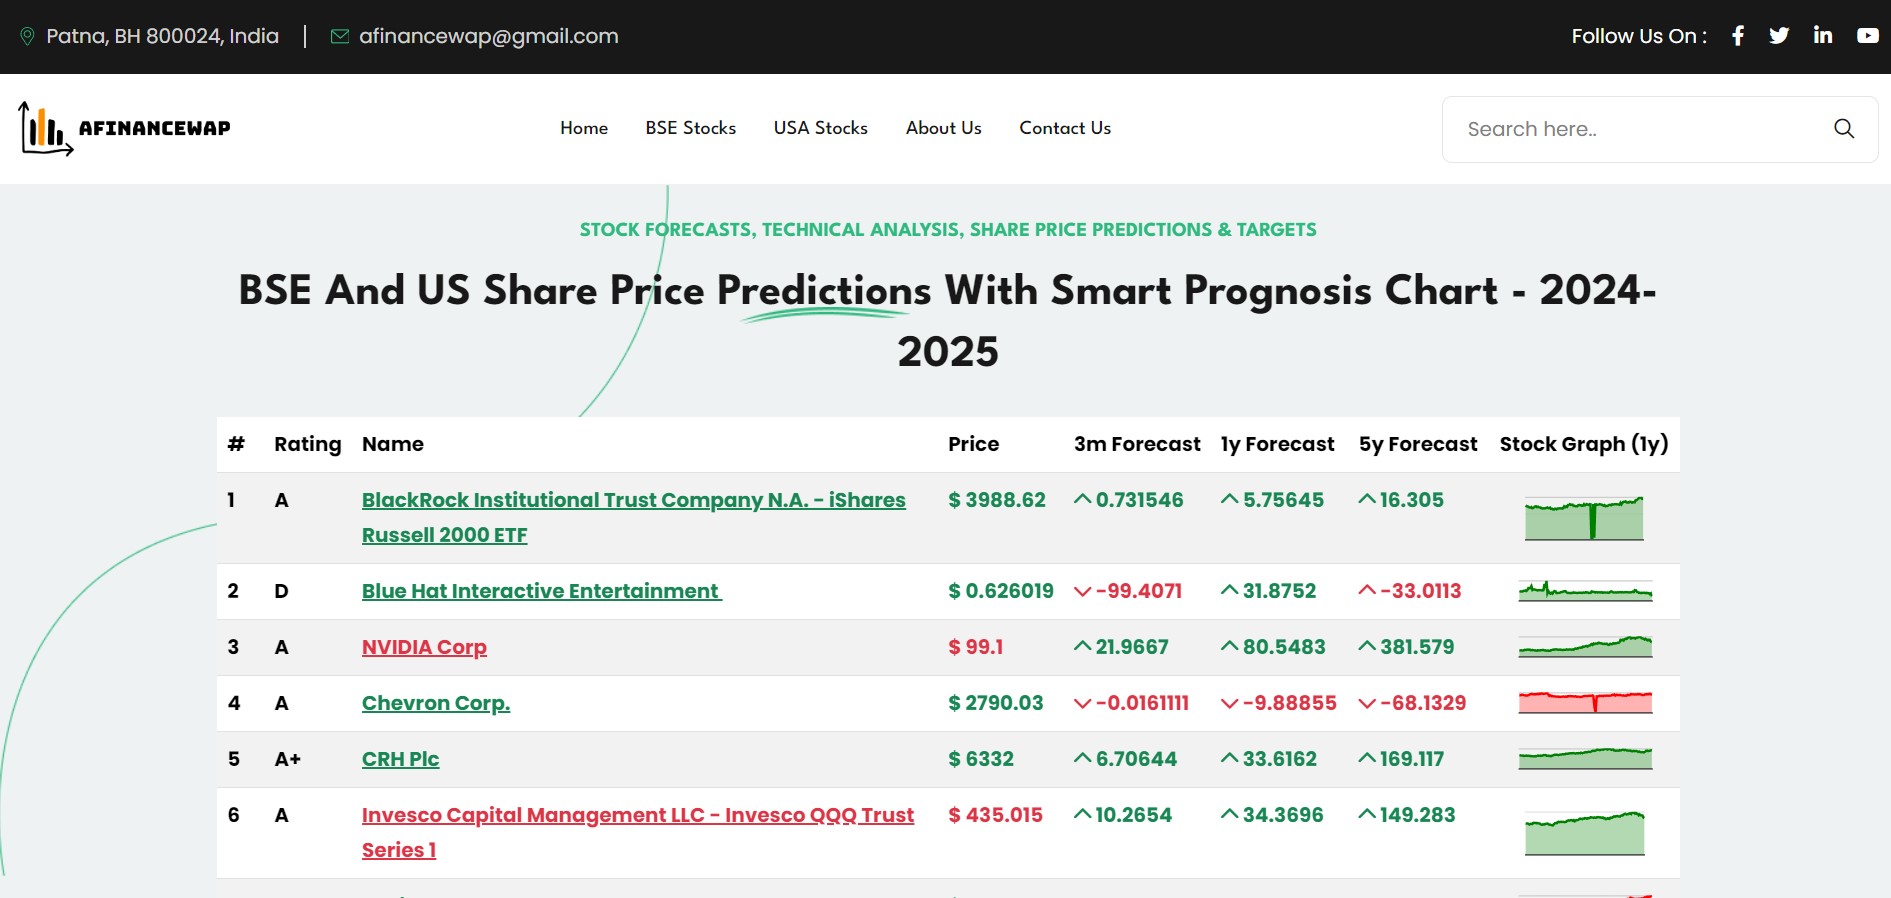 Patna, BH 800024, India | afinancewap@gmail.com Follow Us On :
AFINANCEWAP Home BSE Stocks USA Stocks About Us Contact Us Search here..
STOCK FORECASTS, TECHNICAL ANALYSIS, SHARE PRICE PREDICTIONS & TARGETS
BSE And US Share Price Predictions With Smart Prognosis Chart - 2024-
2025
# Rating Name Price 3m Forecast 1y Forecast 5y Forecast Stock Graph (1y)
1 A BlackRock Institutional Trust Company N.A. - iShares $ 3988.62 0.731546 5.75645 16.305
Russell 2000 ETF
2 D Blue Hat Interactive Entertainment $ 0.626019 -99.4071 31.8752 -33.0113
3 A NVIDIA Corp $ 99.1 21.9667 80.5483 381.579
4 A Chevron Corp. $ 2790.03 -0.0161111 -9.88855 -68.1329
5 A+ CRH Plc $ 6332 6.70644 33.6162 169.117
6 A Invesco Capital Management LLC - Invesco QQQ Trust $ 435.015 10.2654 34.3696 149.283
Series 1